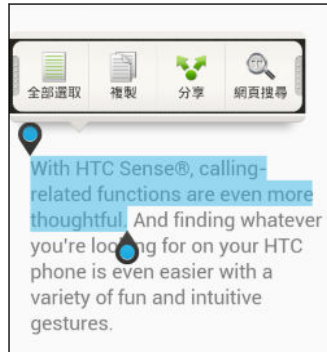 全部選取 複製 分享 網頁搜尋
With HTC Sense®, calling-
related functions are even more
thoughtful. And finding whatever
you're looking for on your HTC
phone is even easier with a
variety of fun and intuitive
gestures.